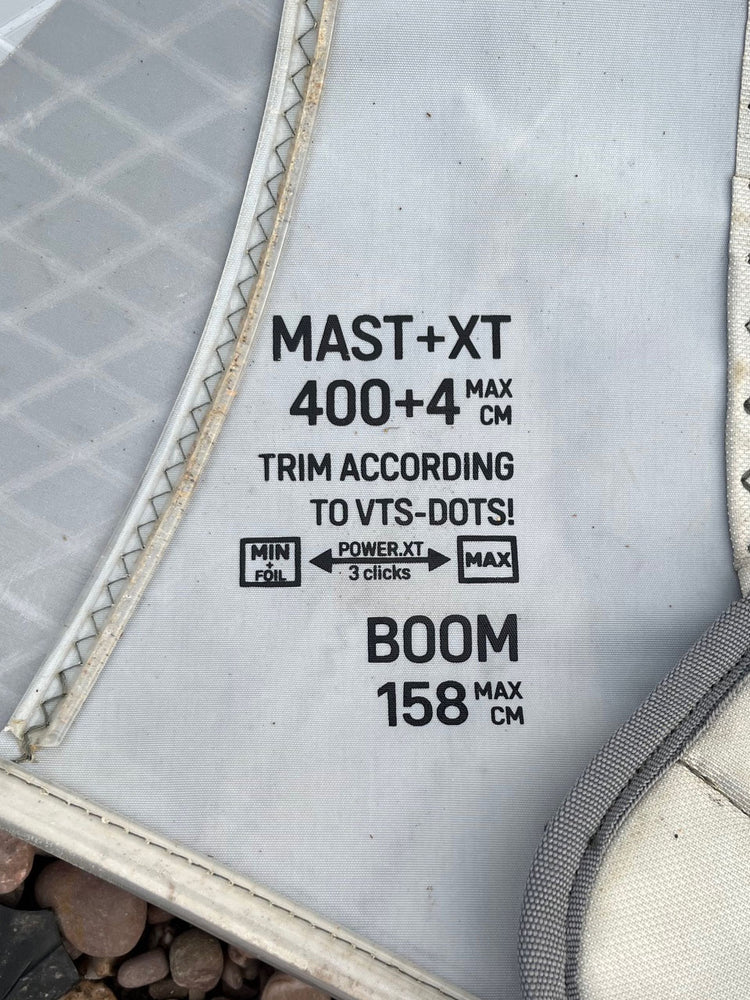 MAST+XT
400+4 MAX CM
TRIM ACCORDING
TO VTS-DOTS!
MIN + FOIL POWER.XT 3 clicks MAX
BOOM
158 MAX CM